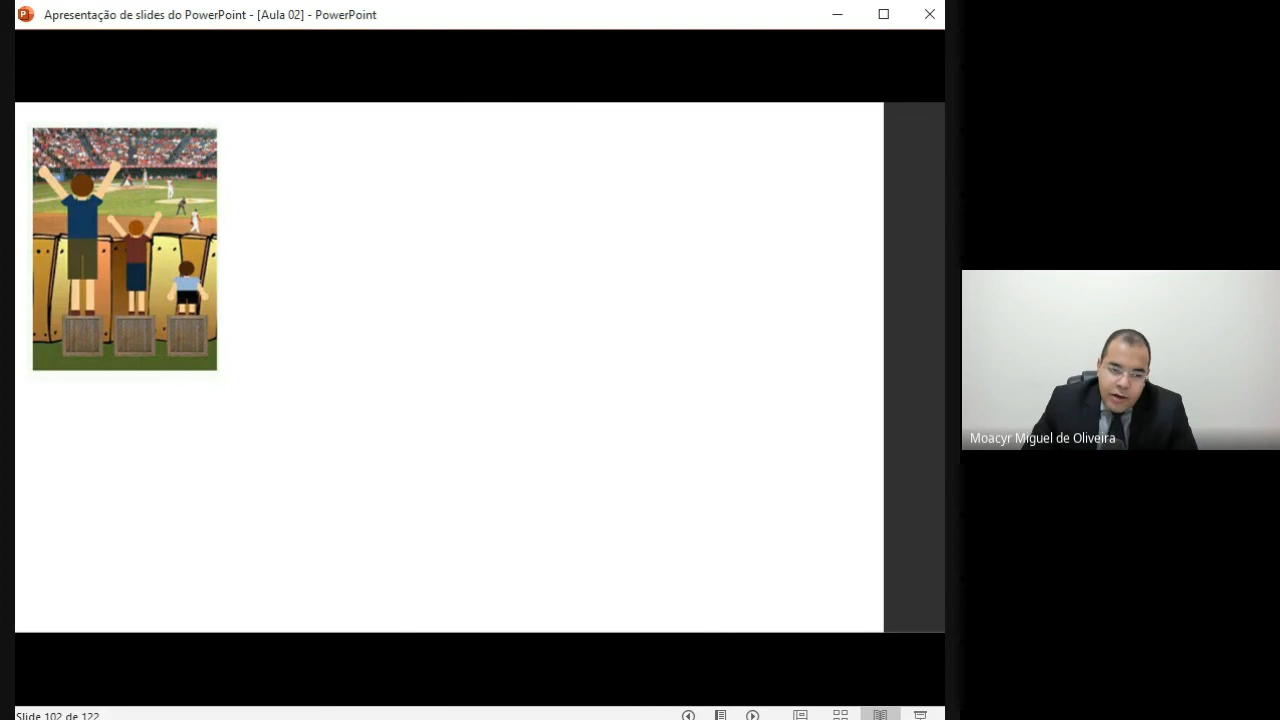 Apresentação de slides do PowerPoint - [Aula 02] - PowerPoint
Moacyr Miguel de Oliveira
Slide 102 de 122